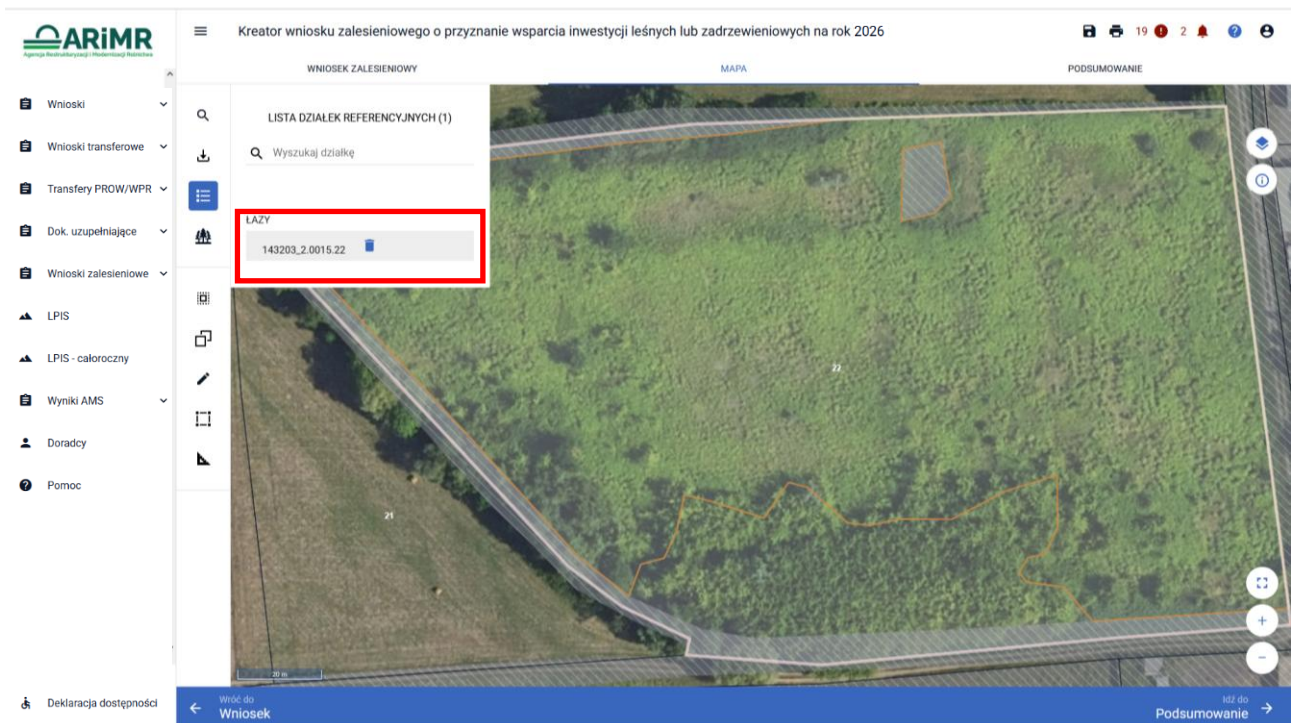 ARiMR
Agencja Restrukturyzacji i Modernizacji Rolnictwa
Kreator wniosku zalesieniowego o przyznanie wsparcia inwestycji leśnych lub zadrzewieniowych na rok 2026
19
2
WNIOSEK ZALESIENIOWY
MAPA
PODSUMOWANIE
Wnioski
Wnioski transferowe
Transfery PROW/WPR
Dok. uzupełniające
Wnioski zalesieniowe
LPIS
LPIS - całoroczny
Wyniki AMS
Doradcy
Pomoc
Deklaracja dostępności
LISTA DZIAŁEK REFERENCYJNYCH (1)
Wyszukaj działkę
ŁAZY
143203_2.0015.22
22
21
20 m
Wróć do
Wniosek
Idź do
Podsumowanie